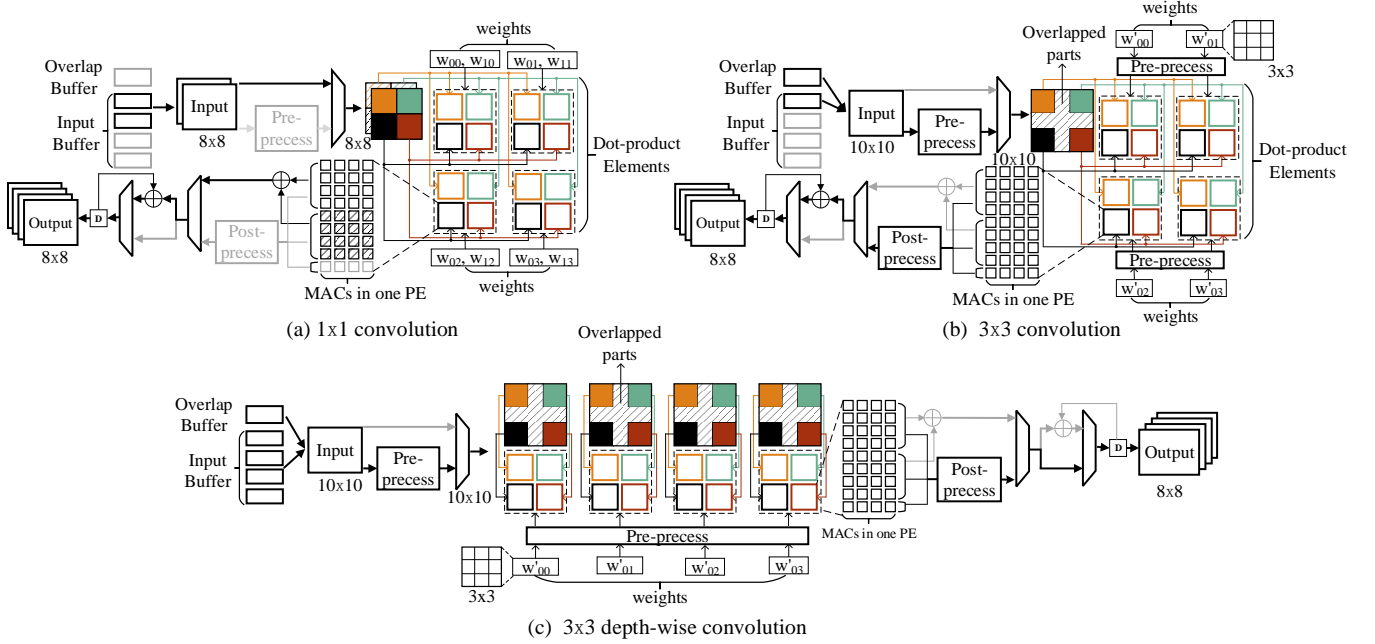 weights
w00, w10
w01, w11
Overlap
Buffer
Input
Buffer
Input
8x8
Pre-
precess
8x8
Dot-product
Elements
Output
8x8
D
Post-
precess
w02, w12
w03, w13
weights
MACs in one PE
(a) 1x1 convolution
weights
Overlapped
parts
w'00
w'01
Pre-precess
3x3
Overlap
Buffer
Input
Buffer
Input
10x10
Pre-
precess
10x10
Dot-product
Elements
Output
8x8
D
Post-
precess
Pre-precess
w'02
w'03
weights
MACs in one PE
(b) 3x3 convolution
Overlapped
parts
Overlap
Buffer
Input
Buffer
Input
10x10
Pre-
precess
10x10
Post-
precess
D
Output
8x8
MACs in one PE
Pre-precess
w'00
w'01
w'02
w'03
3x3
weights
(c) 3x3 depth-wise convolution